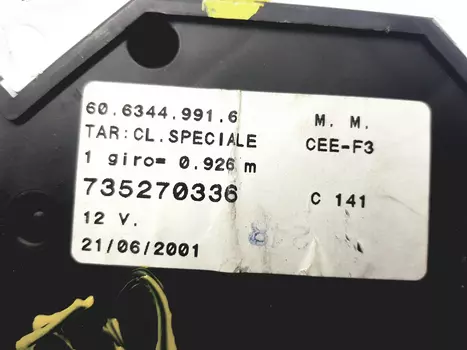 60.6344.991.6 M. M.
TAR:CL.SPECIALE CEE-F3
1 giro= 0.926 m
735270336 C 141
12 V.
21/06/2001